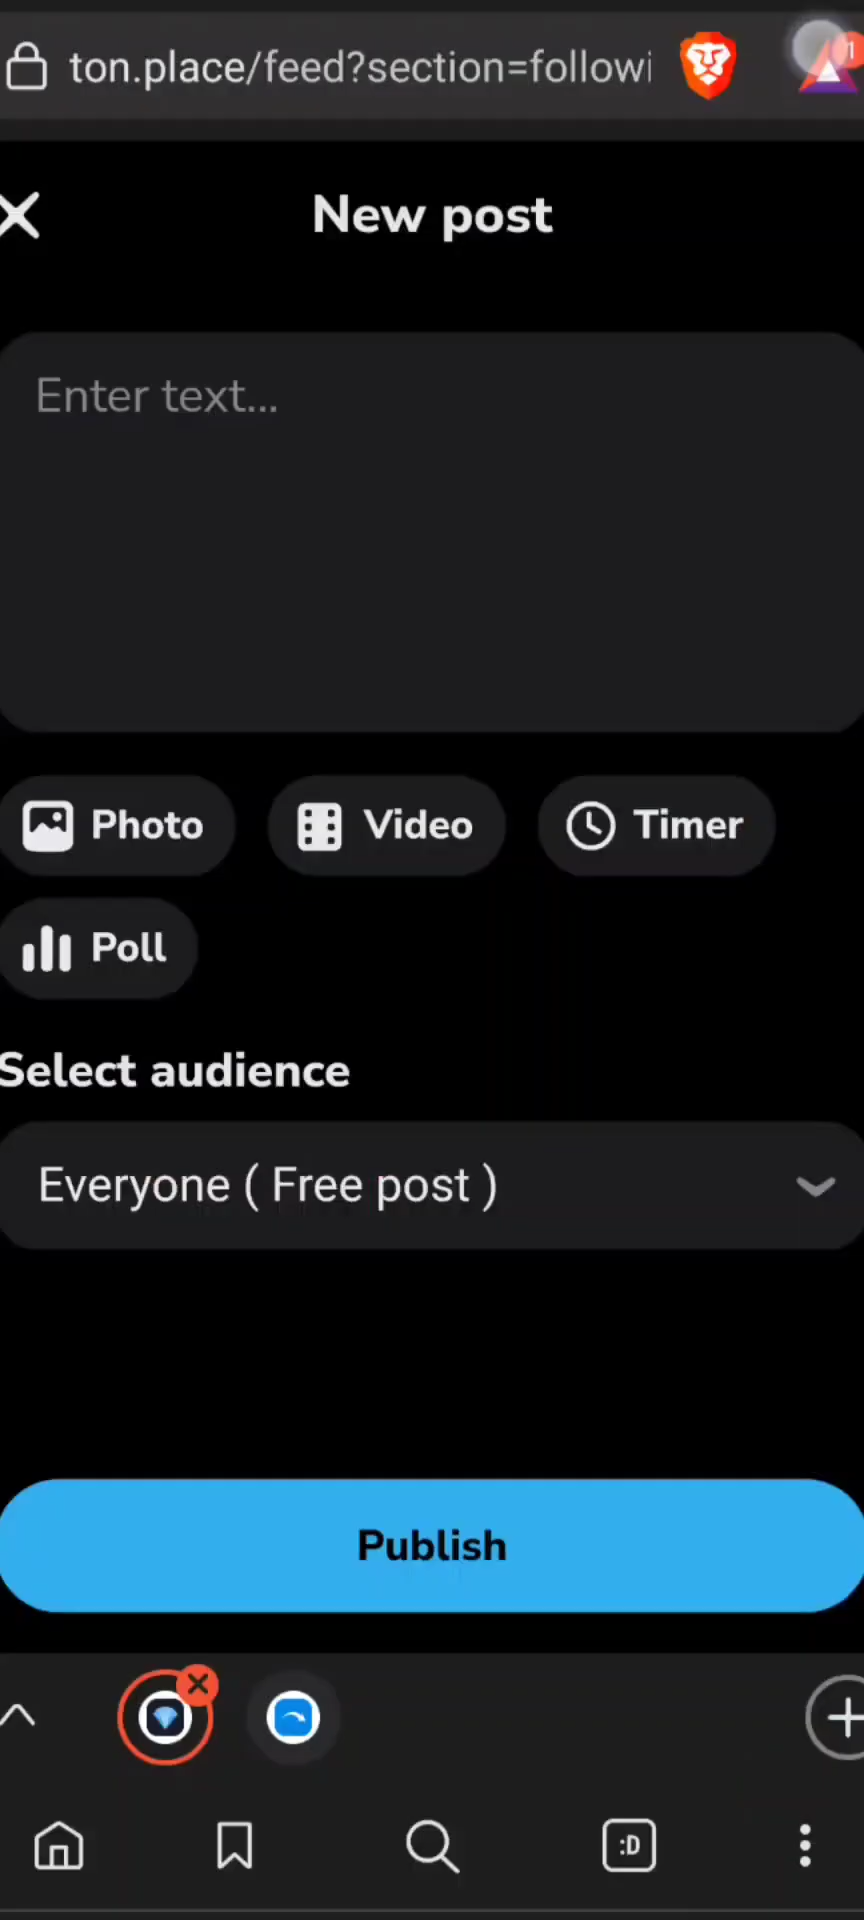 ton.place/feed?section=followi
1
New post
Enter text...
Photo
Video
Timer
Poll
Select audience
Everyone ( Free post )
Publish
:D